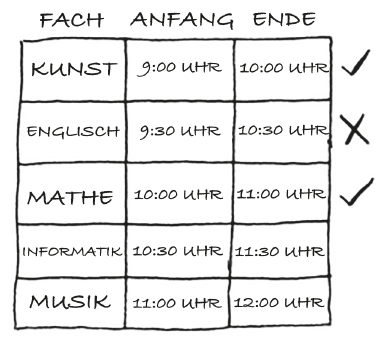 FACH ANFANG ENDE
KUNST 9:00 UHR 10:00 UHR
ENGLISCH 9:30 UHR 10:30 UHR
MATHE 10:00 UHR 11:00 UHR
INFORMATIK 10:30 UHR 11:30 UHR
MUSIK 11:00 UHR 12:00 UHR